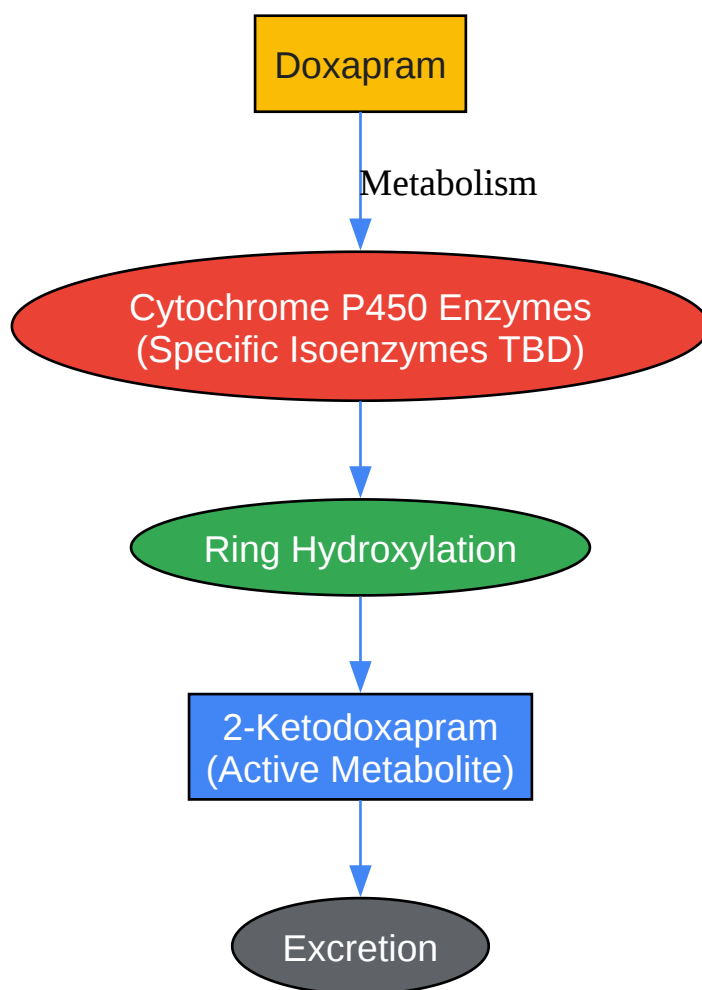 Doxapram
Metabolism
Cytochrome P450 Enzymes
(Specific Isoenzymes TBD)
Ring Hydroxylation
2-Ketodoxapram
(Active Metabolite)
Excretion